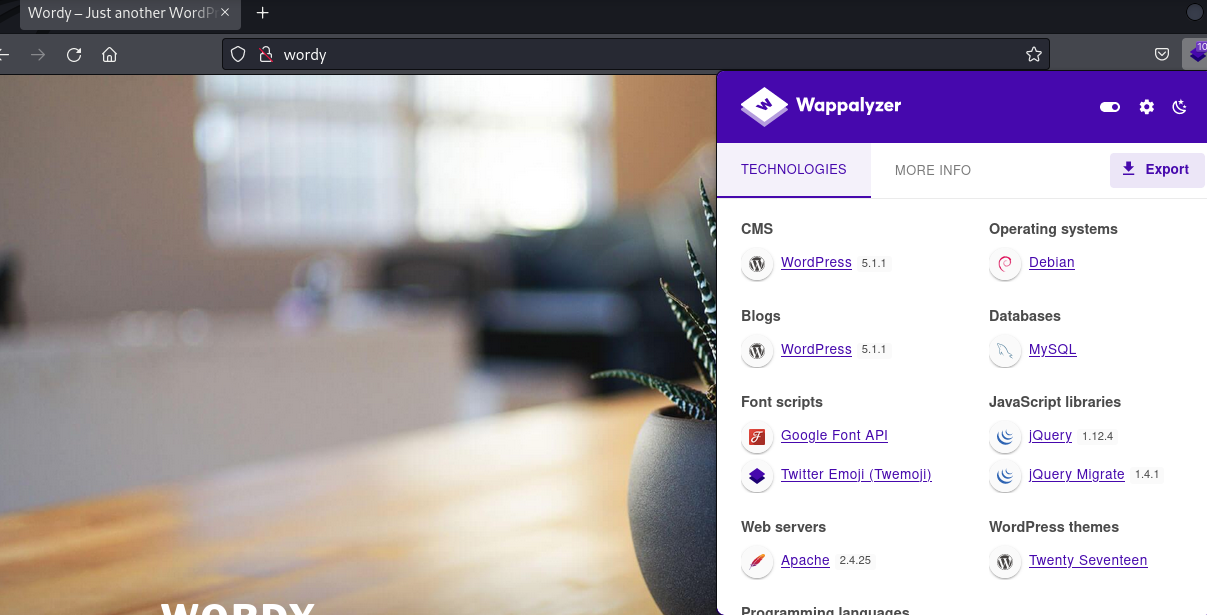 Wordy – Just another WordP
wordy
10
Wappalyzer
TECHNOLOGIES
MORE INFO
Export
CMS
Operating systems
WordPress 5.1.1
Debian
Blogs
Databases
WordPress 5.1.1
MySQL
Font scripts
JavaScript libraries
Google Font API
jQuery 1.12.4
Twitter Emoji (Twemoji)
jQuery Migrate 1.4.1
Web servers
WordPress themes
Apache 2.4.25
Twenty Seventeen
WORDY
Programming languages